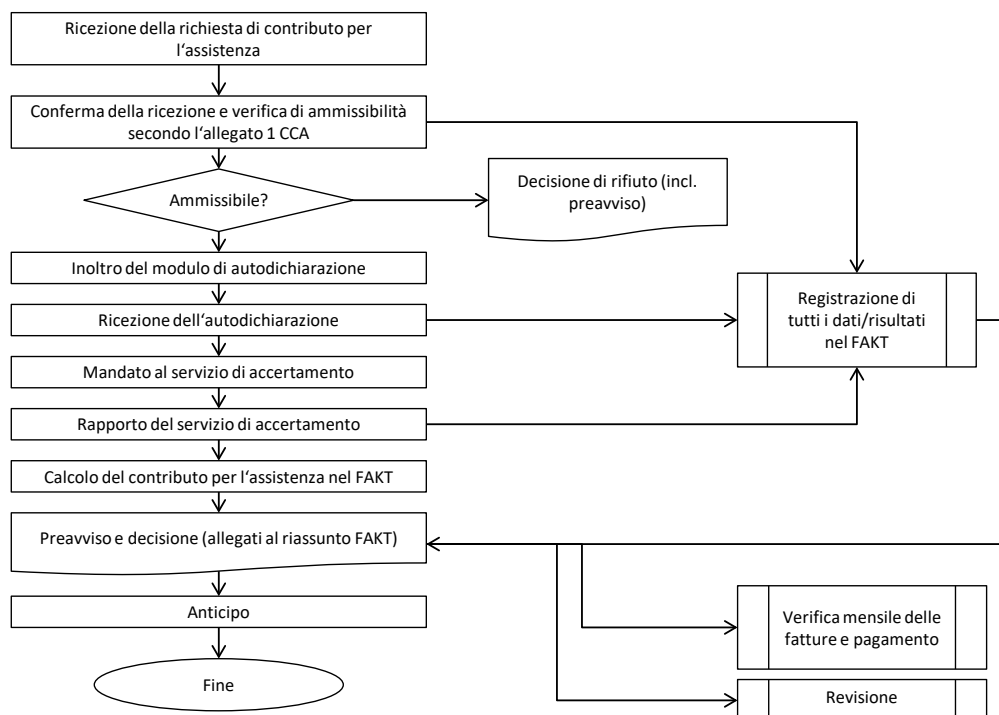 Ricezione della richiesta di contributo per
l‘assistenza
Conferma della ricezione e verifica di ammissibilità
secondo l‘allegato 1 CCA
Ammissibile?
Decisione di rifiuto (incl.
preavviso)
Inoltro del modulo di autodichiarazione
Ricezione dell‘autodichiarazione
Registrazione di
tutti i dati/risultati
nel FAKT
Mandato al servizio di accertamento
Rapporto del servizio di accertamento
Calcolo del contributo per l‘assistenza nel FAKT
Preavviso e decisione (allegati al riassunto FAKT)
Anticipo
Verifica mensile delle
fatture e pagamento
Fine
Revisione